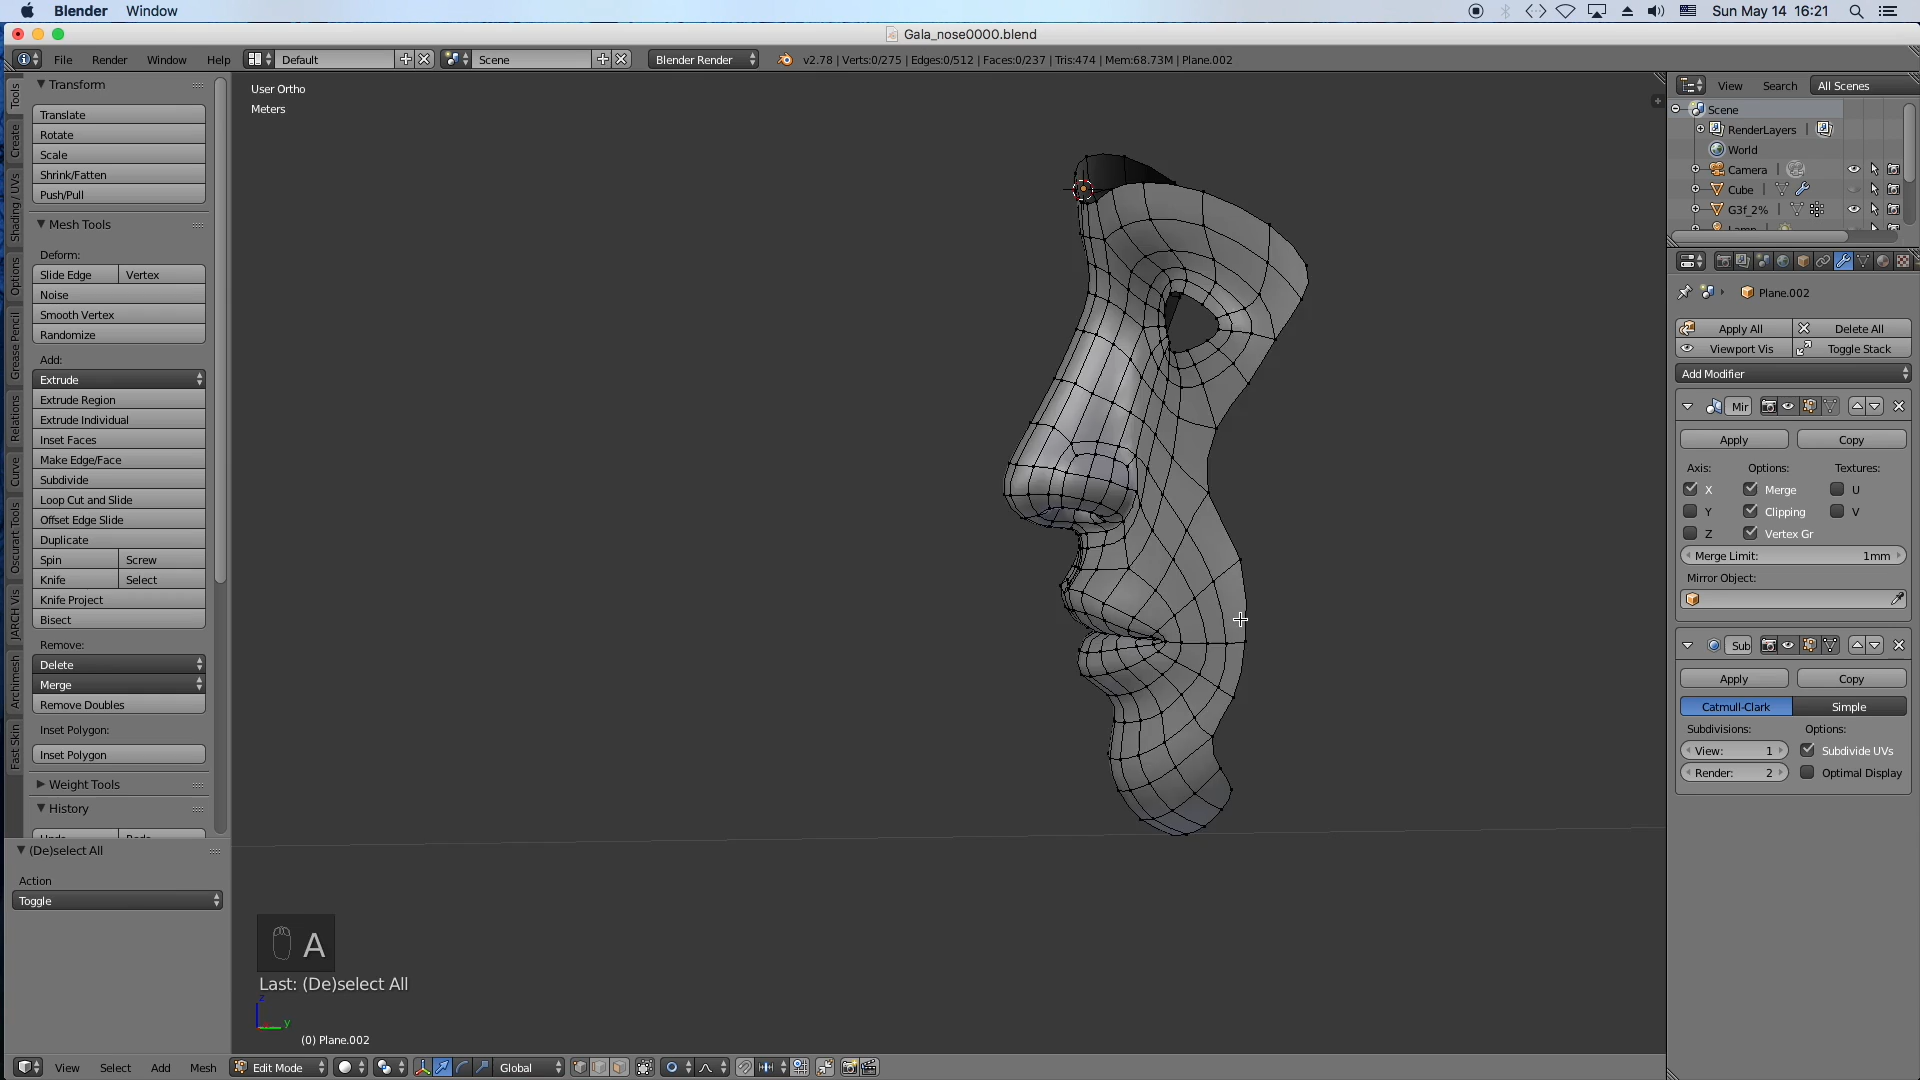 Blender Window Sun May 14 16:21
Gala_nose0000.blend
File Render Window Help Default Scene Blender Render v2.78 | Verts:0/275 | Edges:0/512 | Faces:0/237 | Tris:474 | Mem:68.73M | Plane.002
Tools
Create
Shading / UVs
Options
Grease Pencil
Relations
Curve
Oscurart Tools
JARCH Vis
Archimesh
Fast Skin
Transform
Translate
Rotate
Scale
Shrink/Fatten
Push/Pull
Mesh Tools
Deform:
Slide Edge Vertex
Noise
Smooth Vertex
Randomize
Add:
Extrude
Extrude Region
Extrude Individual
Inset Faces
Make Edge/Face
Subdivide
Loop Cut and Slide
Offset Edge Slide
Duplicate
Spin Screw
Knife Select
Knife Project
Bisect
Remove:
Delete
Merge
Remove Doubles
Inset Polygon:
Inset Polygon
Weight Tools
History
(De)select All
Action
Toggle
User Ortho
Meters
A
Last: (De)select All
z
y
(0) Plane.002
View Select Add Mesh Edit Mode Global
View Search All Scenes
Scene
RenderLayers
World
Camera
Cube
G3f_2%
Plane.002
Apply All Delete All
Viewport Vis Toggle Stack
Add Modifier
Mir
Apply Copy
Axis: Options: Textures:
X Merge U
Y Clipping V
Z Vertex Gr
Merge Limit: 1mm
Mirror Object:
Sub
Apply Copy
Catmull-Clark Simple
Subdivisions: Options:
View: 1 Subdivide UVs
Render: 2 Optimal Display